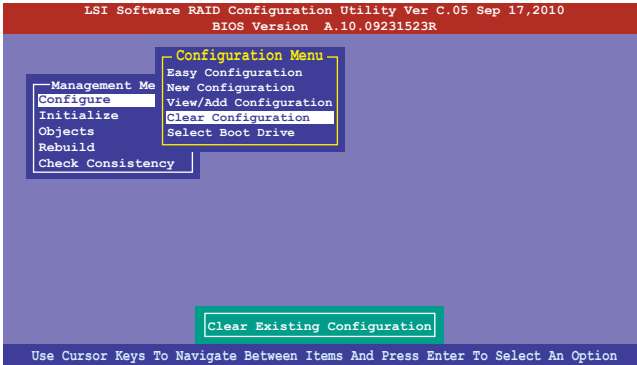 LSI Software RAID Configuration Utility Ver C.05 Sep 17,2010
BIOS Version A.10.09231523R
Configuration Menu
Easy Configuration
New Configuration
View/Add Configuration
Clear Configuration
Select Boot Drive
Management Me
Configure
Initialize
Objects
Rebuild
Check Consistency
Clear Existing Configuration
Use Cursor Keys To Navigate Between Items And Press Enter To Select An Option